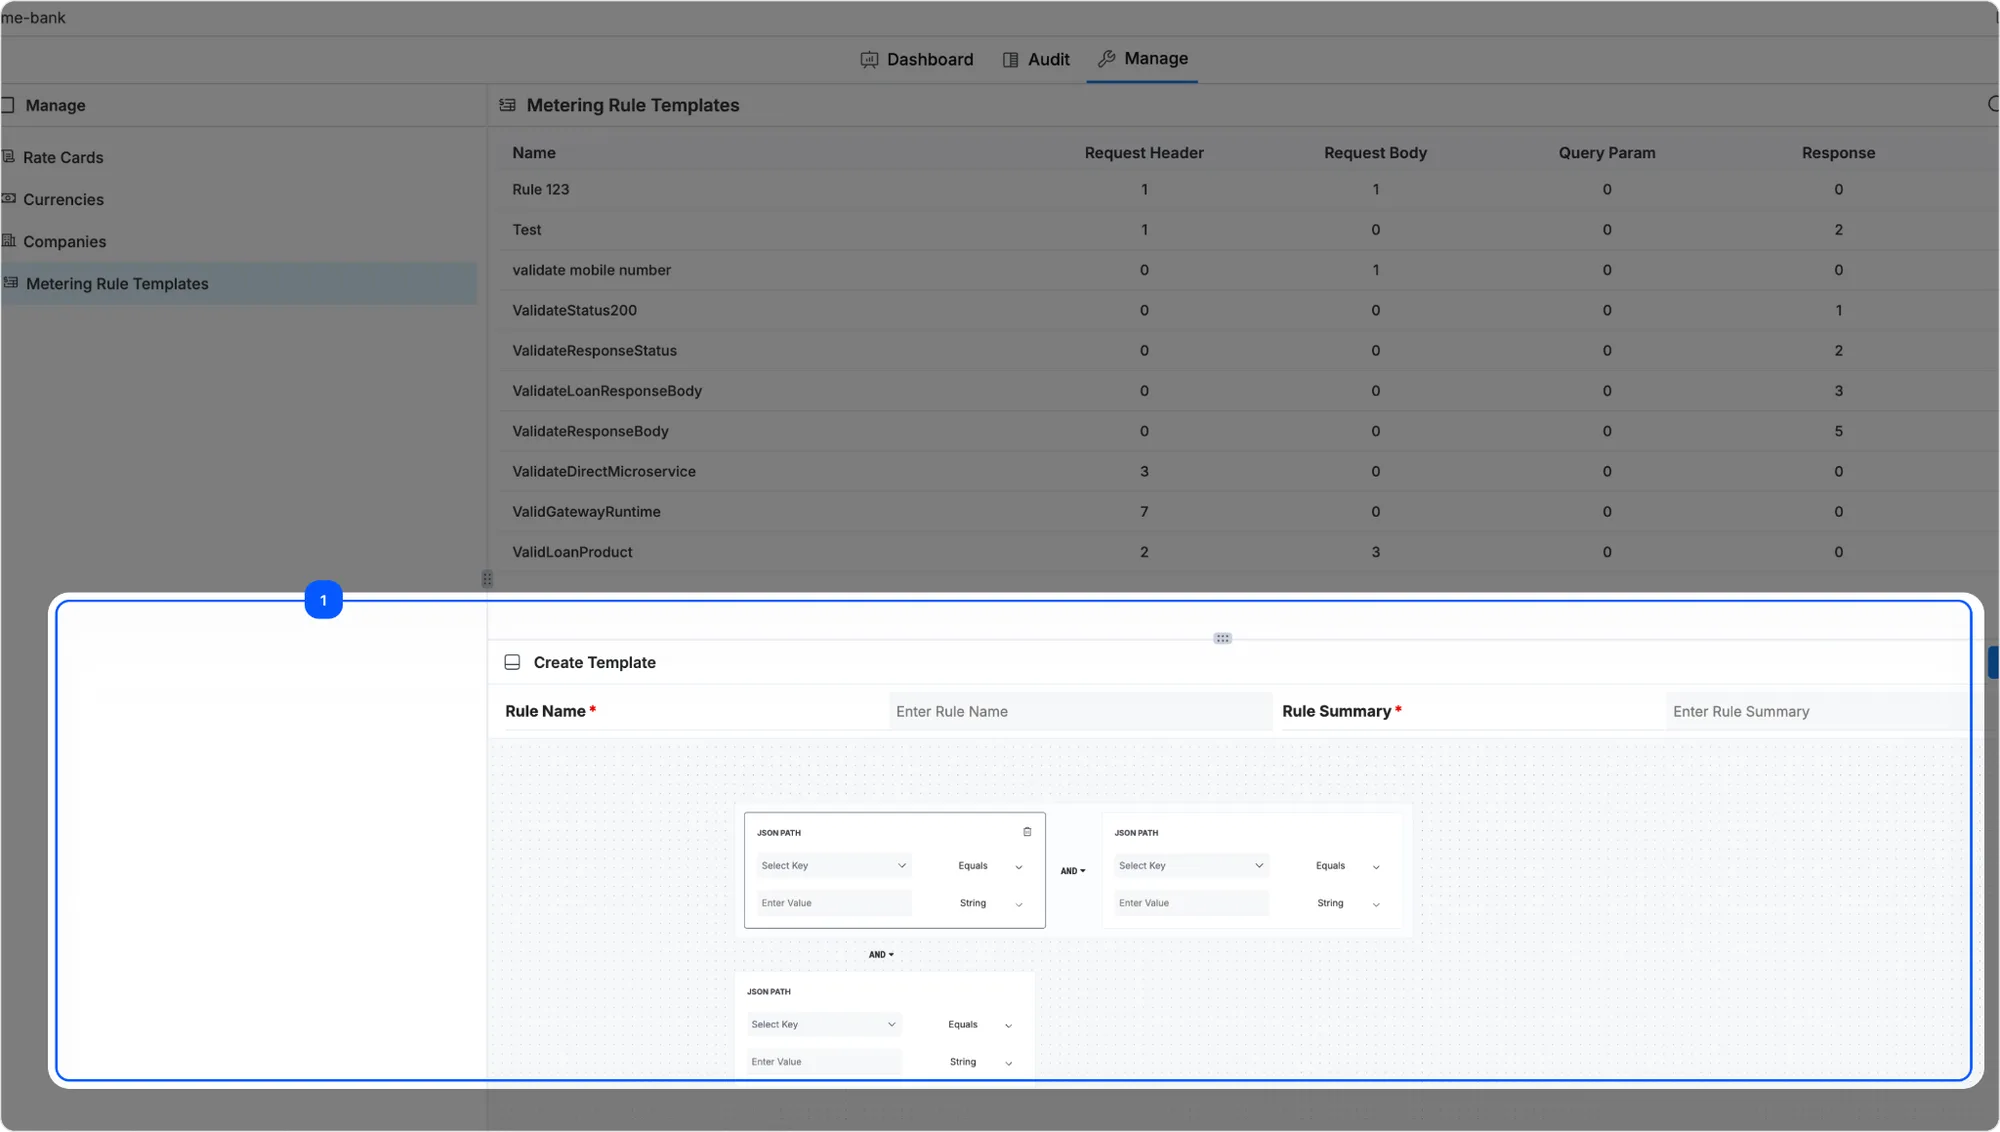 me-bank
Dashboard Audit Manage
Manage
Metering Rule Templates
Rate Cards
Currencies
Companies
Metering Rule Templates
Name Request Header Request Body Query Param Response
Rule 123 1 1 0 0
Test 1 0 0 2
validate mobile number 0 1 0 0
ValidateStatus200 0 0 0 1
ValidateResponseStatus 0 0 0 2
ValidateLoanResponseBody 0 0 0 3
ValidateResponseBody 0 0 0 5
ValidateDirectMicroservice 3 0 0 0
ValidGatewayRuntime 7 0 0 0
ValidLoanProduct 2 3 0 0
1
Create Template
Rule Name * Enter Rule Name Rule Summary * Enter Rule Summary
JSON PATH JSON PATH
Select Key Equals AND Select Key Equals
Enter Value String Enter Value String
AND
JSON PATH
Select Key Equals
Enter Value String